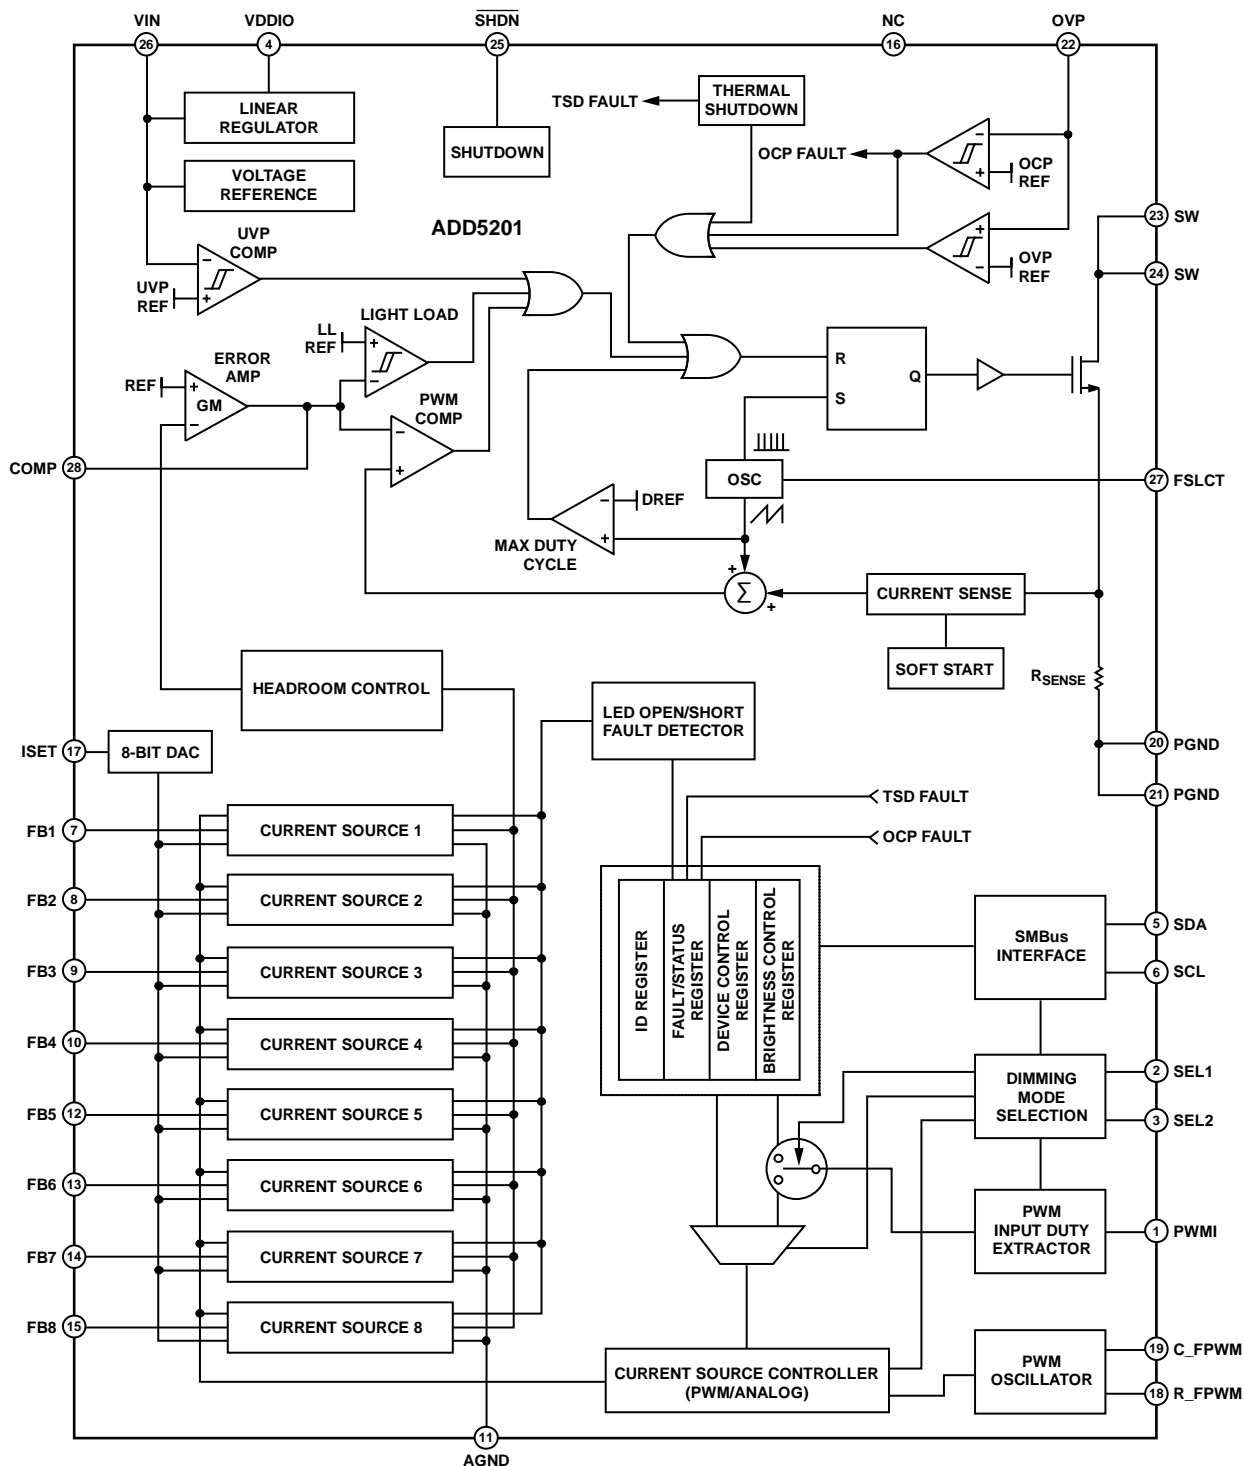 VIN
VDDIO
SHDN
NC
OVP
26
4
25
16
22
LINEAR
REGULATOR
VOLTAGE
REFERENCE
SHUTDOWN
TSD FAULT
THERMAL
SHUTDOWN
OCP FAULT
−
+
OCP
REF
ADD5201
+
−
OVP
REF
23 SW
24 SW
UVP
COMP
−
+
UVP
REF
LIGHT LOAD
LL
REF
+
−
ERROR
AMP
REF
+
GM
−
PWM
COMP
−
+
COMP 28
R
S
Q
OSC
27 FSLCT
−
DREF
+
MAX DUTY
CYCLE
+
Σ
+
CURRENT SENSE
SOFT START
RSENSE
HEADROOM CONTROL
LED OPEN/SHORT
FAULT DETECTOR
20 PGND
21 PGND
ISET 17
8-BIT DAC
TSD FAULT
OCP FAULT
FB1 7
CURRENT SOURCE 1
FB2 8
CURRENT SOURCE 2
FB3 9
CURRENT SOURCE 3
FB4 10
CURRENT SOURCE 4
FB5 12
CURRENT SOURCE 5
FB6 13
CURRENT SOURCE 6
FB7 14
CURRENT SOURCE 7
FB8 15
CURRENT SOURCE 8
ID REGISTER
FAULT/STATUS
REGISTER
DEVICE CONTROL
REGISTER
BRIGHTNESS CONTROL
REGISTER
SMBus
INTERFACE
5 SDA
6 SCL
DIMMING
MODE
SELECTION
2 SEL1
3 SEL2
PWM
INPUT DUTY
EXTRACTOR
1 PWMI
CURRENT SOURCE CONTROLLER
(PWM/ANALOG)
PWM
OSCILLATOR
19 C_FPWM
18 R_FPWM
11
AGND